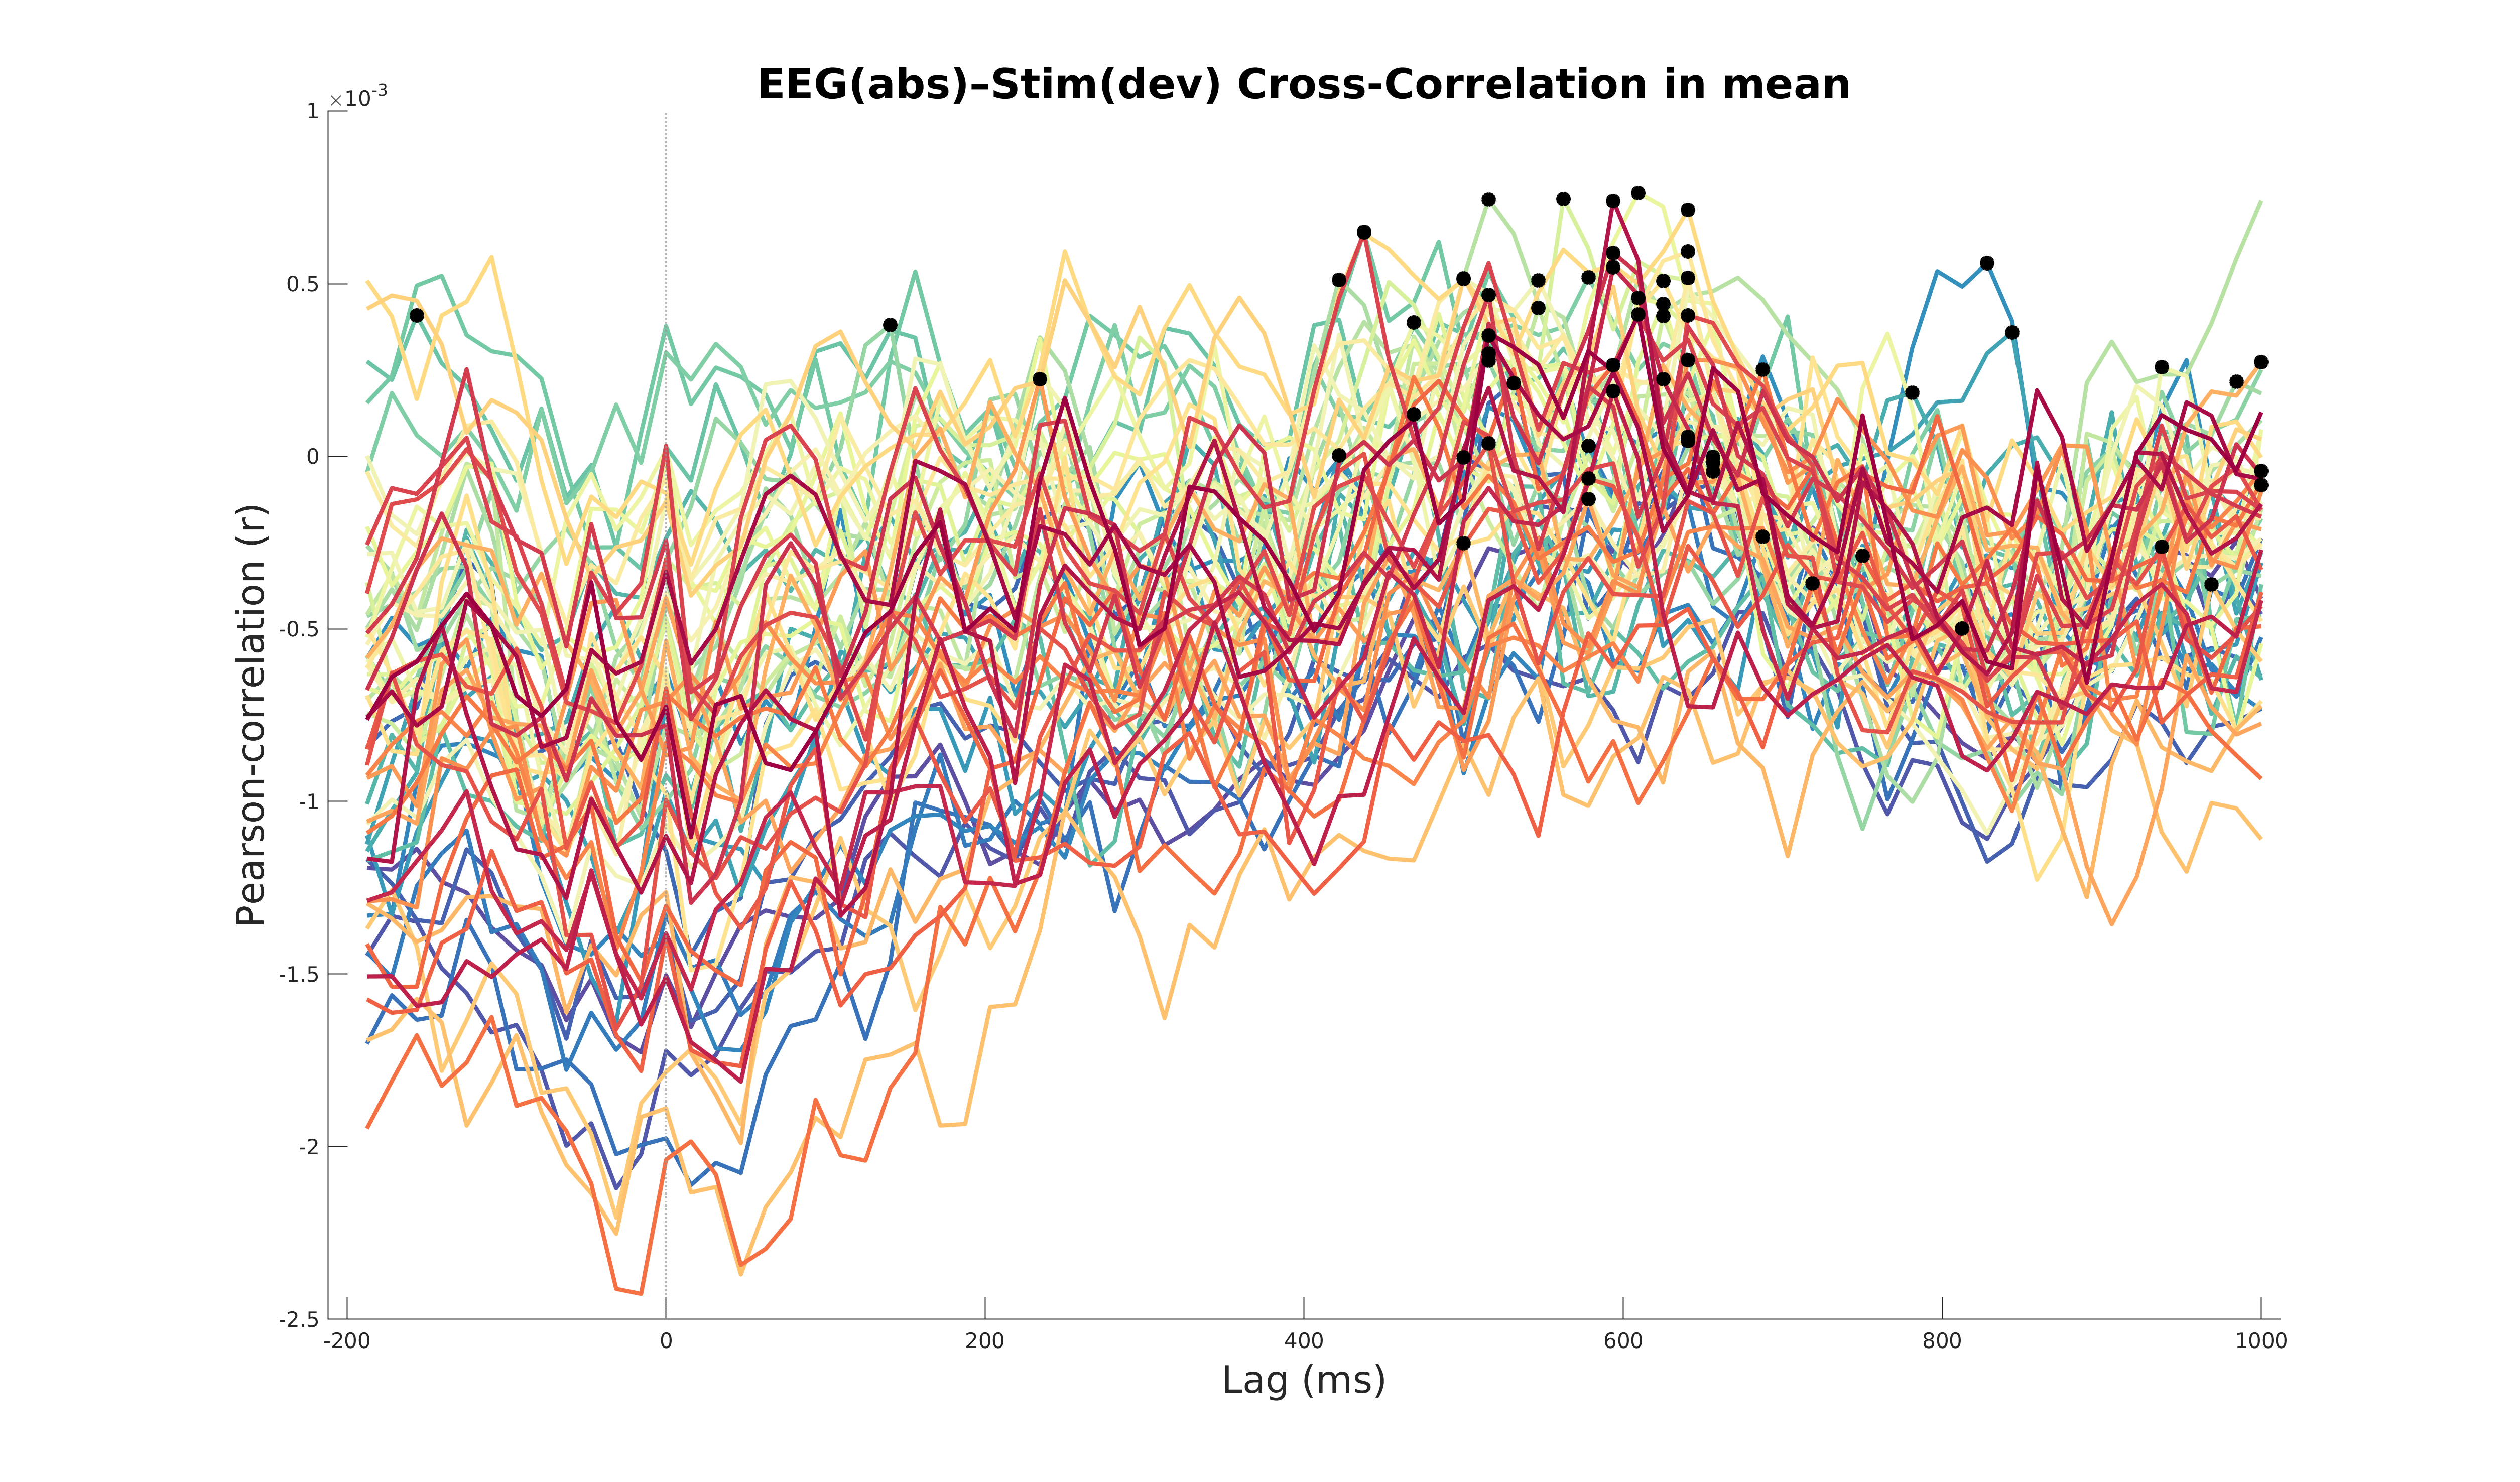 EEG(abs)–Stim(dev) Cross-Correlation in mean
×10-3
1
0.5
0
-0.5
-1
-1.5
-2
-2.5
Pearson-correlation (r)
-200 0 200 400 600 800 1000
Lag (ms)